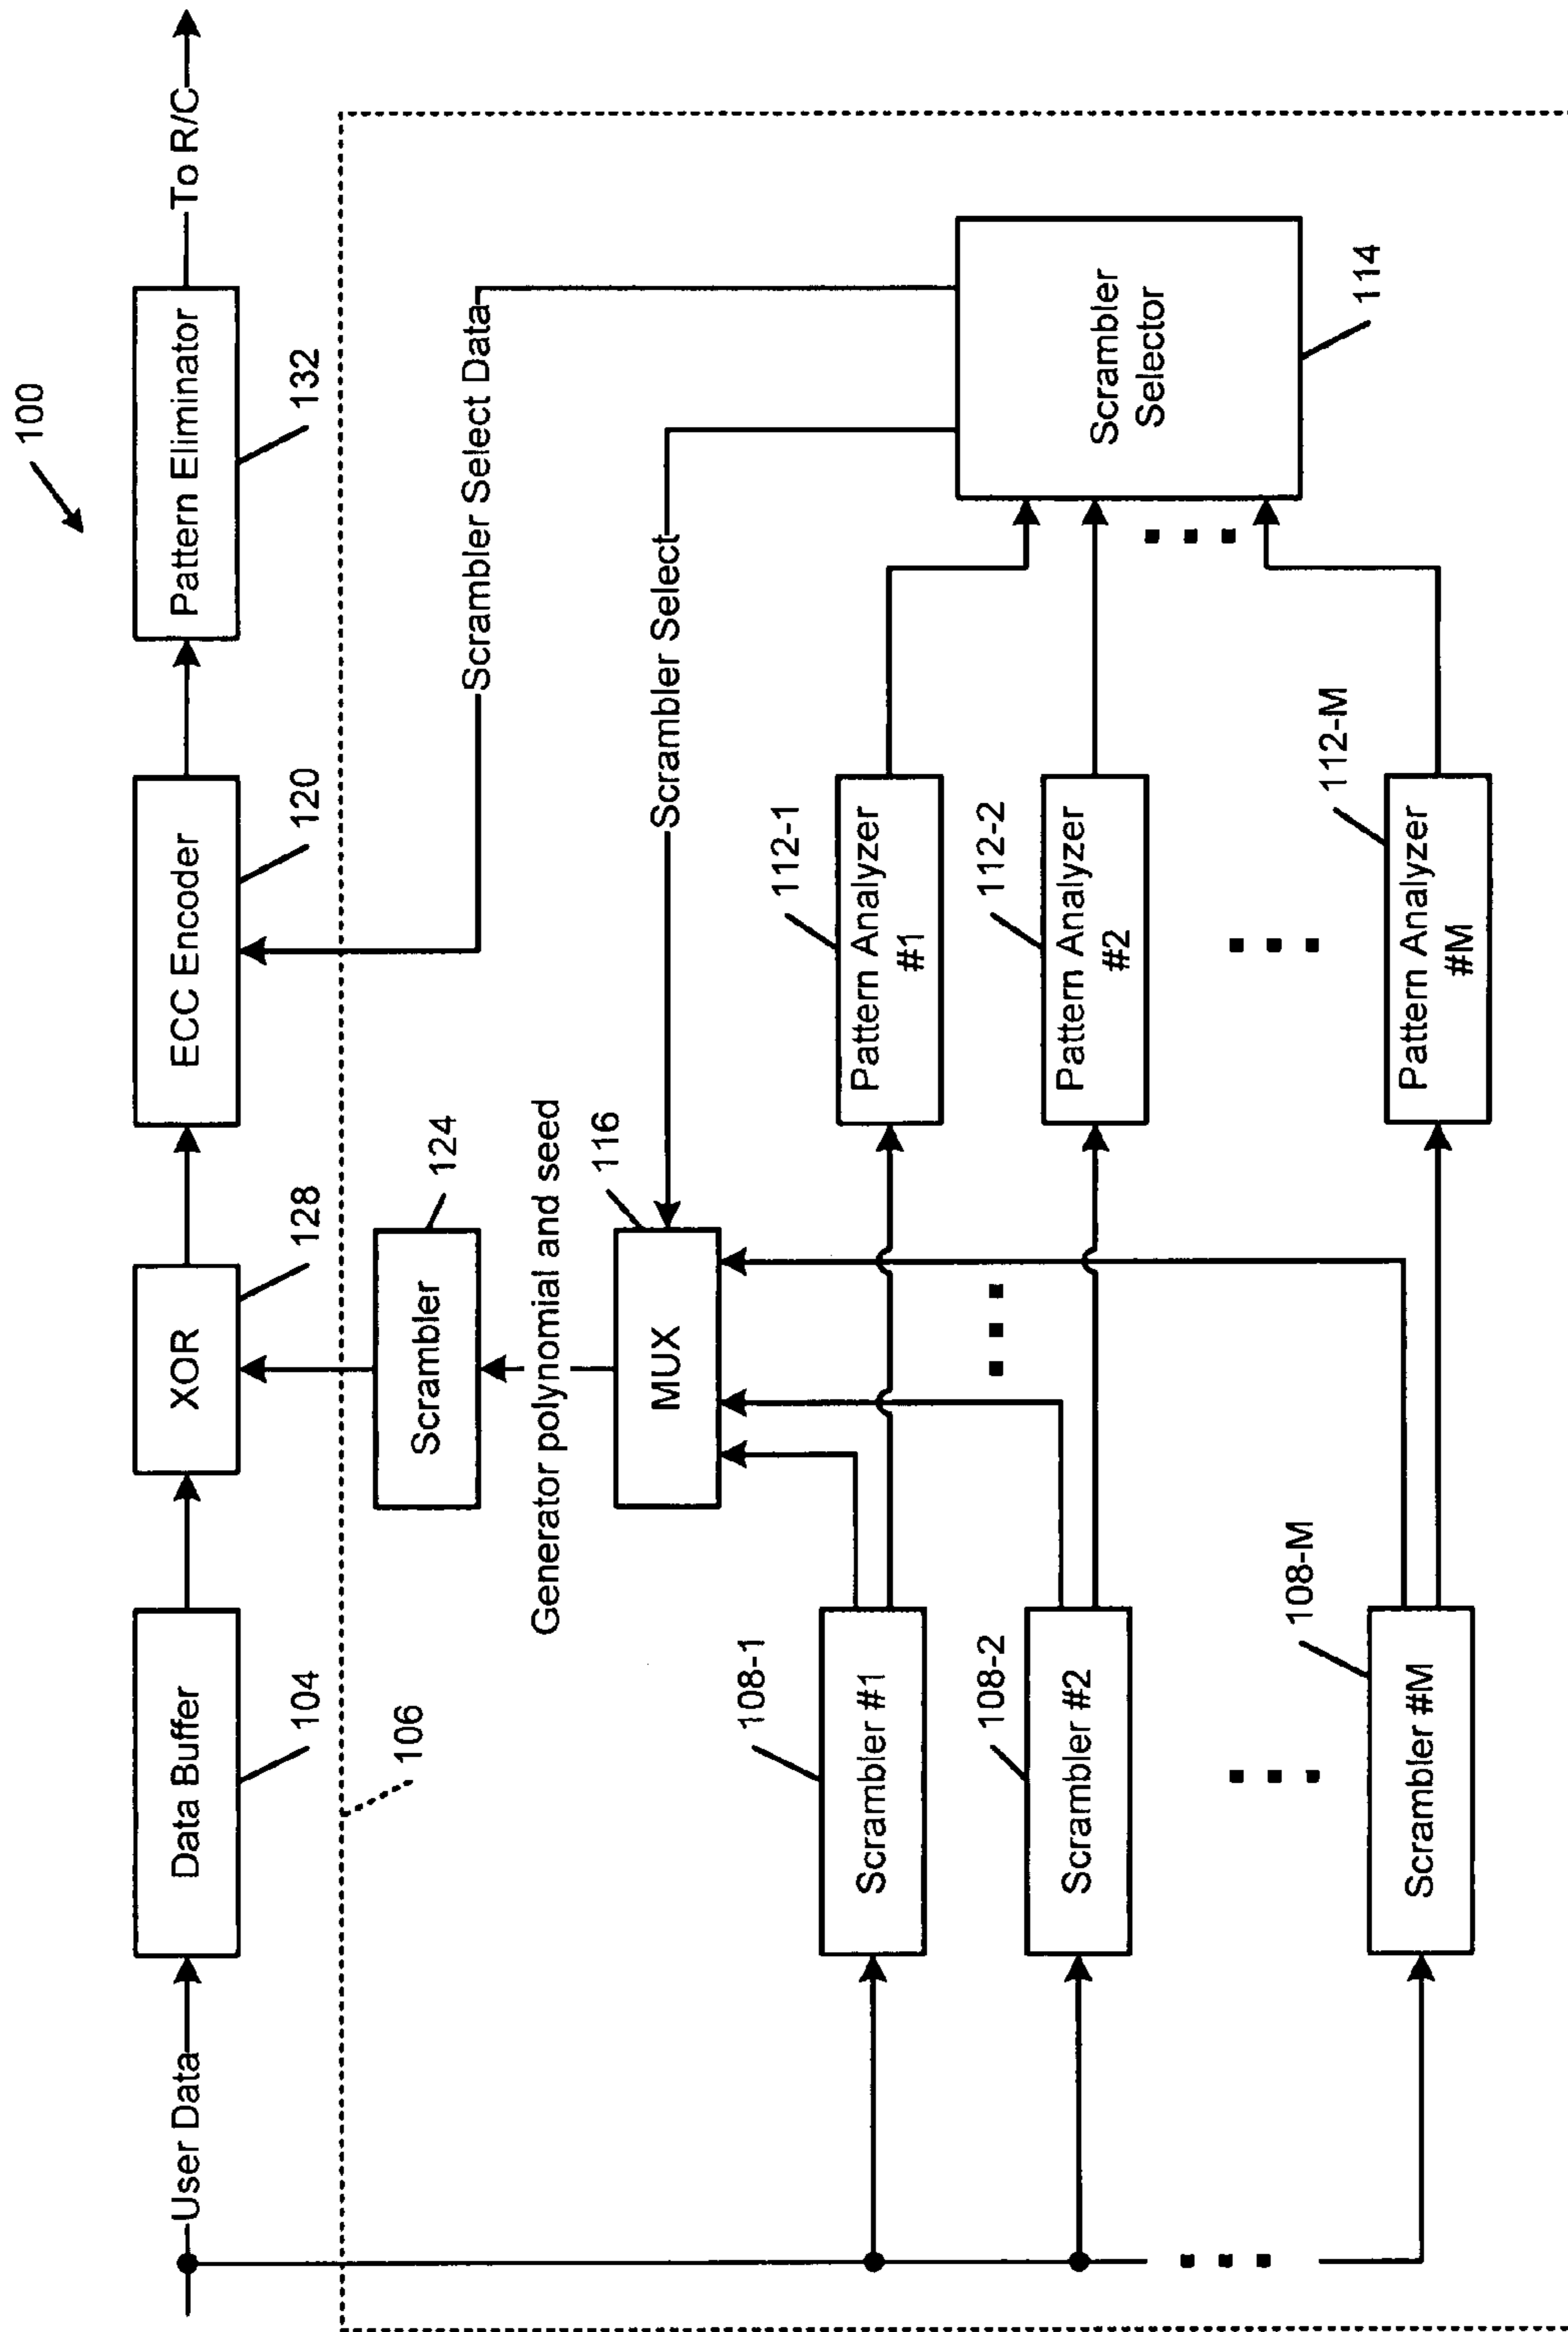 100
User Data
Data Buffer
104
XOR
128
ECC Encoder
120
Pattern Eliminator
132
To R/C
106
Scrambler
124
Scrambler Select Data
Generator polynomial and seed
MUX
116
Scrambler Select
Scrambler
Selector
114
Scrambler #1
108-1
Pattern Analyzer
#1
112-1
Scrambler #2
108-2
Pattern Analyzer
#2
112-2
Scrambler #M
108-M
Pattern Analyzer
#M
112-M